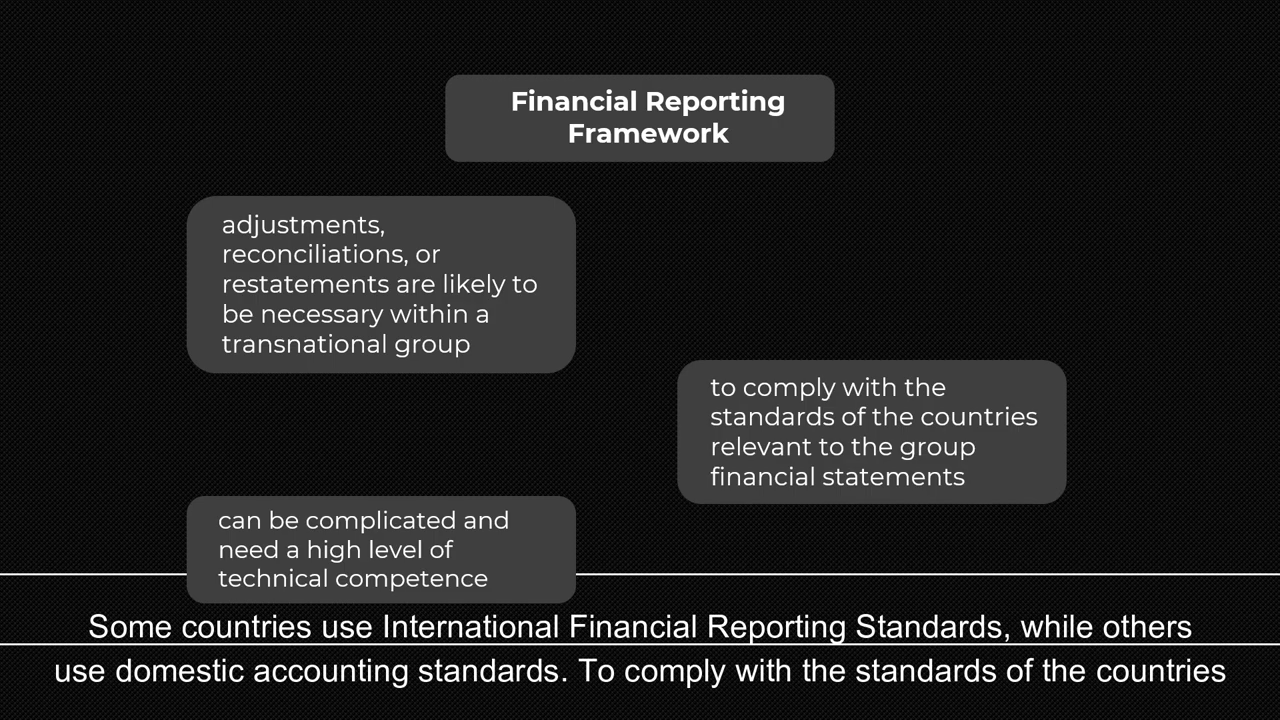 Financial Reporting
Framework
adjustments,
reconciliations, or
restatements are likely to
be necessary within a
transnational group
to comply with the
standards of the countries
relevant to the group
financial statements
can be complicated and
need a high level of
technical competence
Some countries use International Financial Reporting Standards, while others
use domestic accounting standards. To comply with the standards of the countries